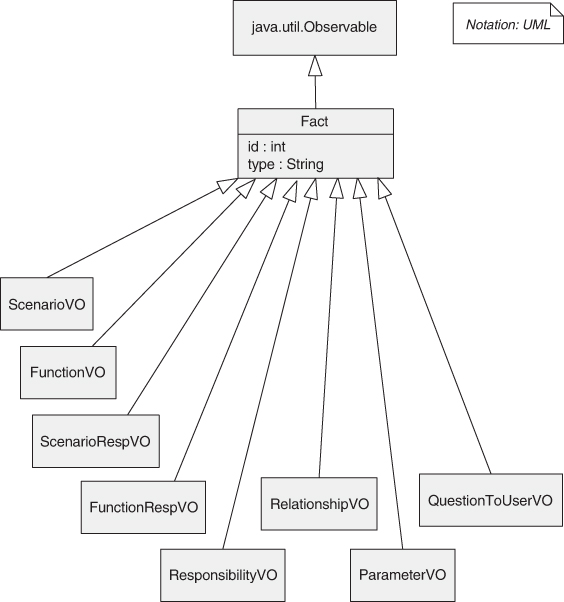 java.util.Observable
Notation: UML
Fact
id : int
type : String
ScenarioVO
FunctionVO
ScenarioRespVO
FunctionRespVO
RelationshipVO
QuestionToUserVO
ResponsibilityVO
ParameterVO